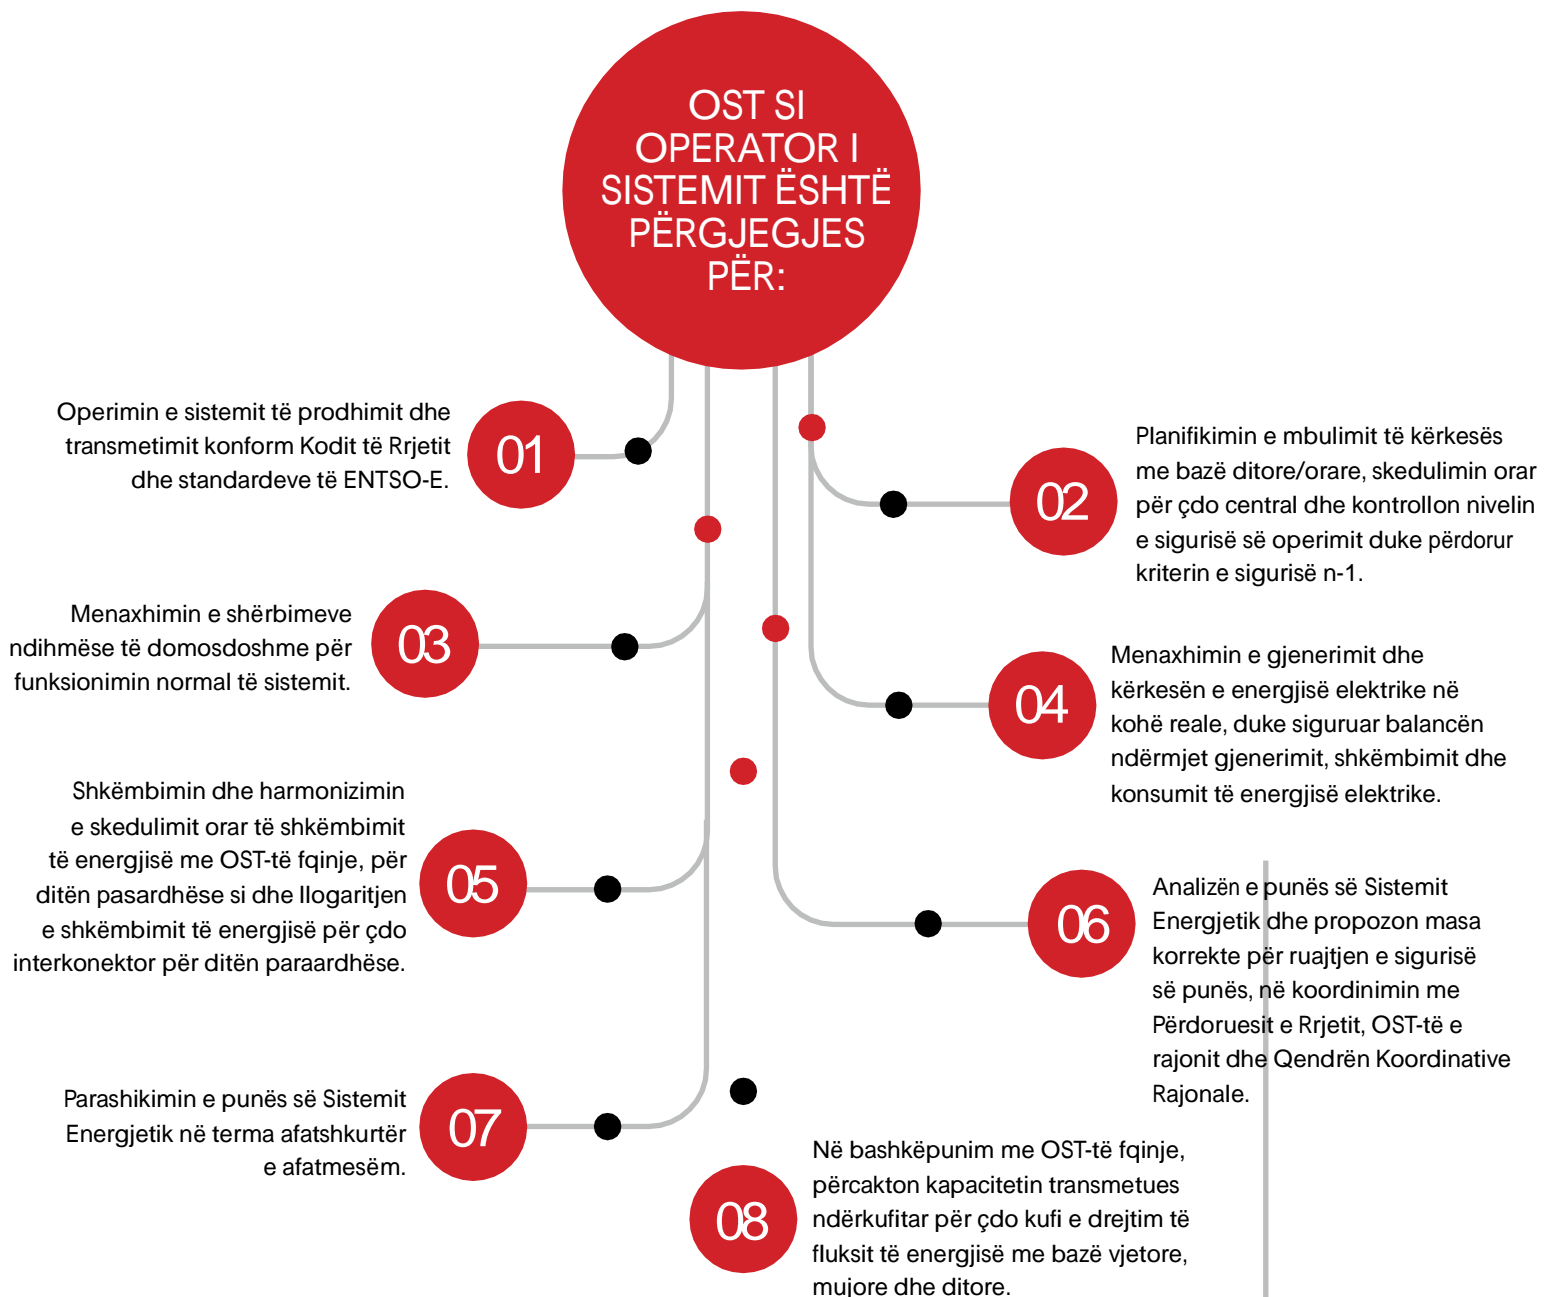 OST SI
OPERATOR I
SISTEMIT ËSHTË
PËRGJEGJES
PËR:
01
Operimin e sistemit të prodhimit dhe
transmetimit konform Kodit të Rrjetit
dhe standardeve të ENTSO-E.
02
Planifikimin e mbulimit të kërkesës
me bazë ditore/orare, skedulimin orar
për çdo central dhe kontrollon nivelin
e sigurisë së operimit duke përdorur
kriterin e sigurisë n-1.
03
Menaxhimin e shërbimeve
ndihmëse të domosdoshme për
funksionimin normal të sistemit.
04
Menaxhimin e gjenerimit dhe
kërkesën e energjisë elektrike në
kohë reale, duke siguruar balancën
ndërmjet gjenerimit, shkëmbimit dhe
konsumit të energjisë elektrike.
05
Shkëmbimin dhe harmonizimin
e skedulimit orar të shkëmbimit
të energjisë me OST-të fqinje, për
ditën pasardhëse si dhe llogaritjen
e shkëmbimit të energjisë për çdo
interkonektor për ditën paraardhëse.
06
Analizën e punës së Sistemit
Energjetik dhe propozon masa
korrekte për ruajtjen e sigurisë
së punës, në koordinimin me
Përdoruesit e Rrjetit, OST-të e
rajonit dhe Qendrën Koordinative
Rajonale.
07
Parashikimin e punës së Sistemit
Energjetik në terma afatshkurtër
e afatmesëm.
08
Në bashkëpunim me OST-të fqinje,
përcakton kapacitetin transmetues
ndërkufitar për çdo kufi e drejtim të
fluksit të energjisë me bazë vjetore,
mujore dhe ditore.